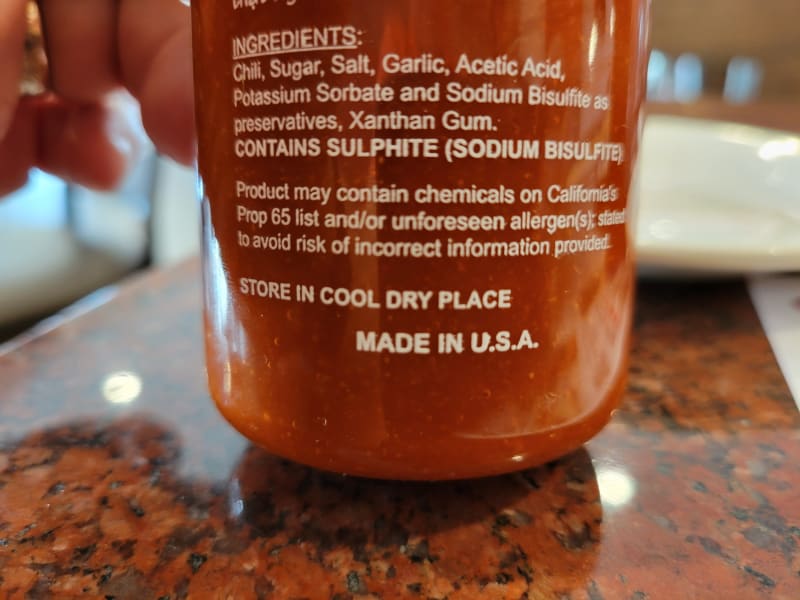 INGREDIENTS:
Chili, Sugar, Salt, Garlic, Acetic Acid,
Potassium Sorbate and Sodium Bisulfite as
preservatives, Xanthan Gum.
CONTAINS SULPHITE (SODIUM BISULFITE)
Product may contain chemicals on California's
Prop 65 list and/or unforeseen allergen(s); stated
to avoid risk of incorrect information provided.
STORE IN COOL DRY PLACE
MADE IN U.S.A.